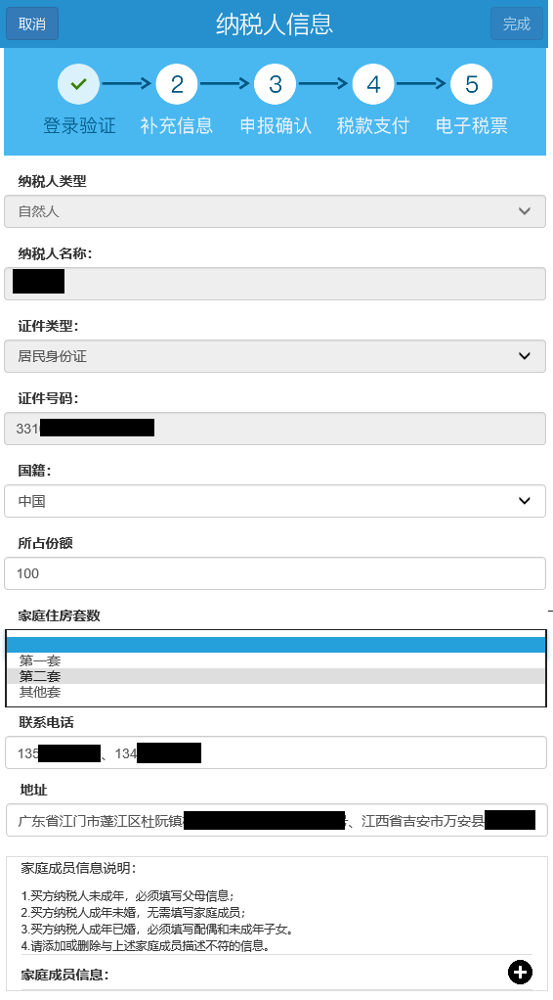 取消
纳税人信息
完成
2
3
4
5
登录验证
补充信息
申报确认
税款支付
电子税票
纳税人类型
自然人
纳税人名称:
证件类型:
居民身份证
证件号码:
331
国籍:
中国
所占份额
100
家庭住房套数
第一套
第二套
其他套
联系电话
135、134
地址
广东省江门市蓬江区杜阮镇、江西省吉安市万安县
家庭成员信息说明:
1.买方纳税人未成年，必须填写父母信息；
2.买方纳税人成年未婚，无需填写家庭成员；
3.买方纳税人成年已婚，必须填写配偶和未成年子女。
4.请添加或删除与上述家庭成员描述不符的信息。
家庭成员信息: